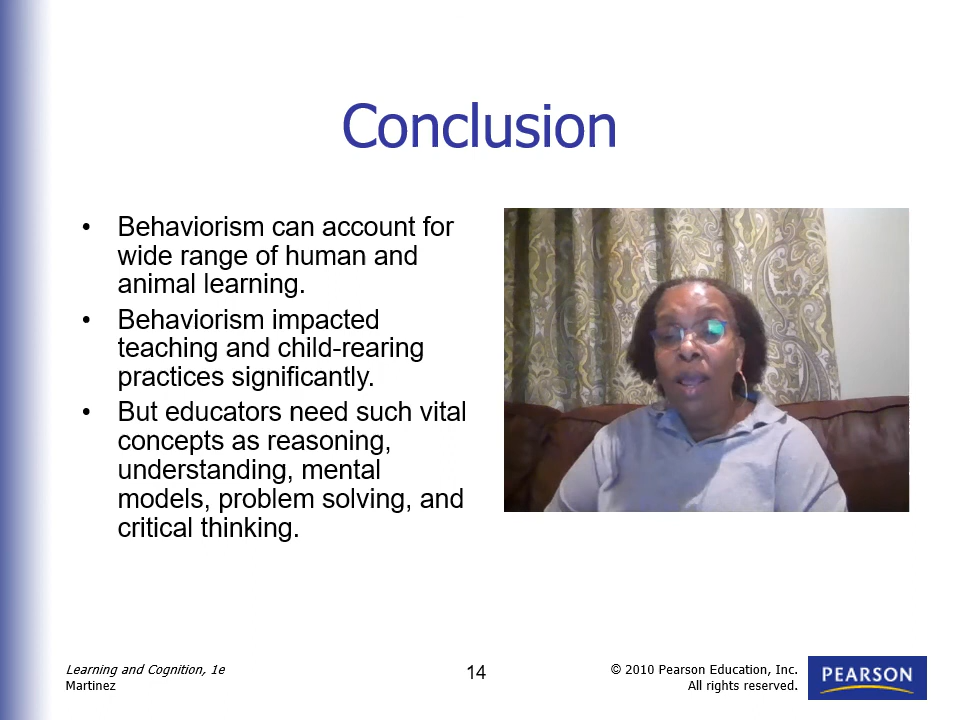 Conclusion
• Behaviorism can account for
wide range of human and
animal learning.
• Behaviorism impacted
teaching and child-rearing
practices significantly.
• But educators need such vital
concepts as reasoning,
understanding, mental
models, problem solving, and
critical thinking.
Learning and Cognition, 1e
Martinez
14
© 2010 Pearson Education, Inc.
All rights reserved.
PEARSON